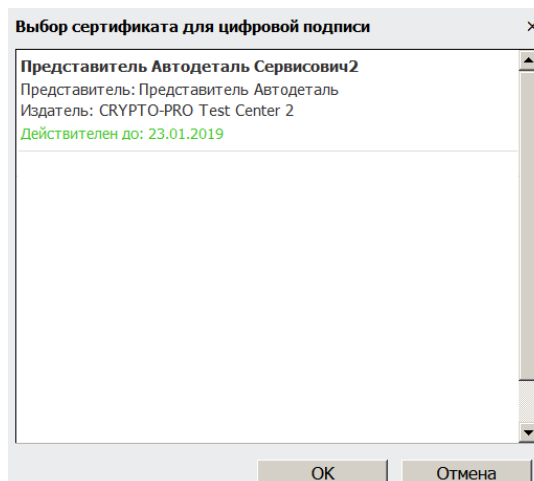 Выбор сертификата для цифровой подписи
Представитель Автодеталь Сервисович2
Представитель: Представитель Автодеталь
Издатель: CRYPTO-PRO Test Center 2
Действителен до: 23.01.2019
OK Отмена